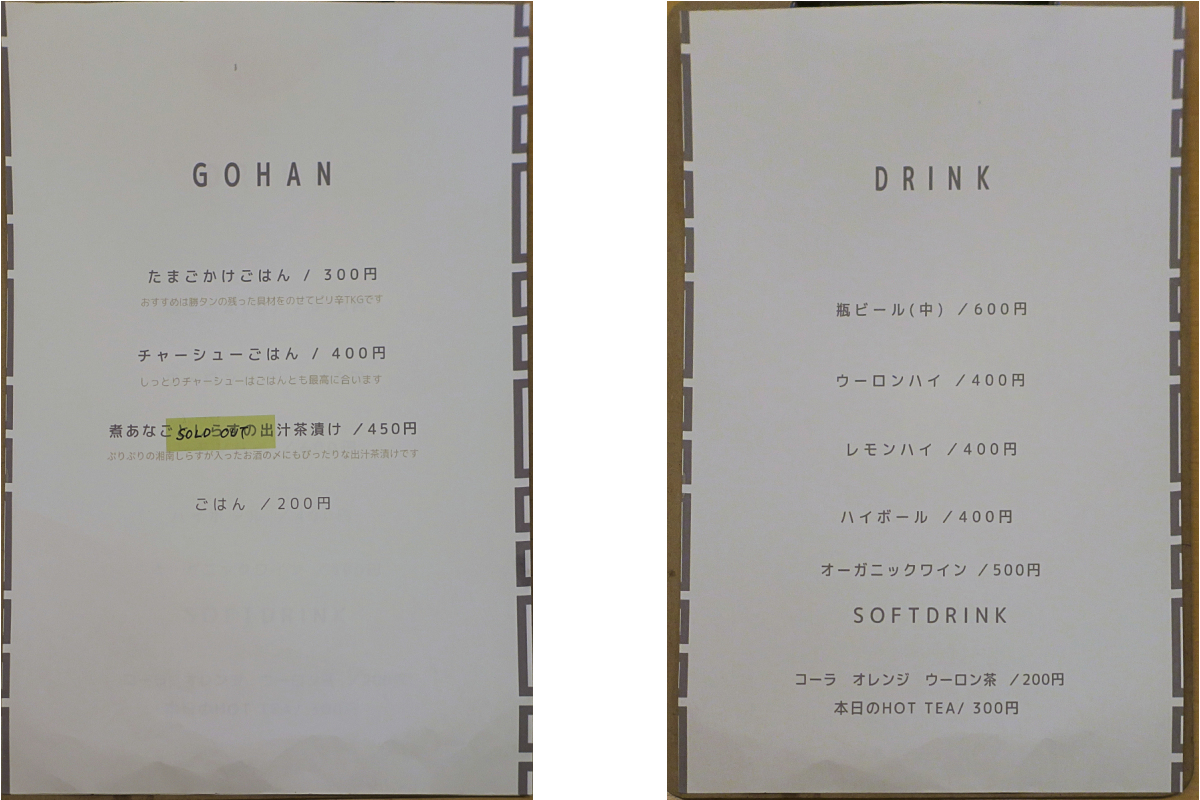 GOHAN
たまごかけごはん / 300円
おすすめは勝タンの残った具材をのせてピリ辛TKGです
チャーシューごはん / 400円
しっとりチャーシューはごはんとも最高に合います
煮あなごとしらすの出汁茶漬け /450円
SOLD OUT
ぷりぷりの湘南しらすが入ったお酒の〆にもぴったりな出汁茶漬けです
ごはん /200円
DRINK
瓶ビール(中) /600円
ウーロンハイ /400円
レモンハイ /400円
ハイボール /400円
オーガニックワイン /500円
SOFTDRINK
コーラ オレンジ ウーロン茶 /200円
本日のHOT TEA/ 300円